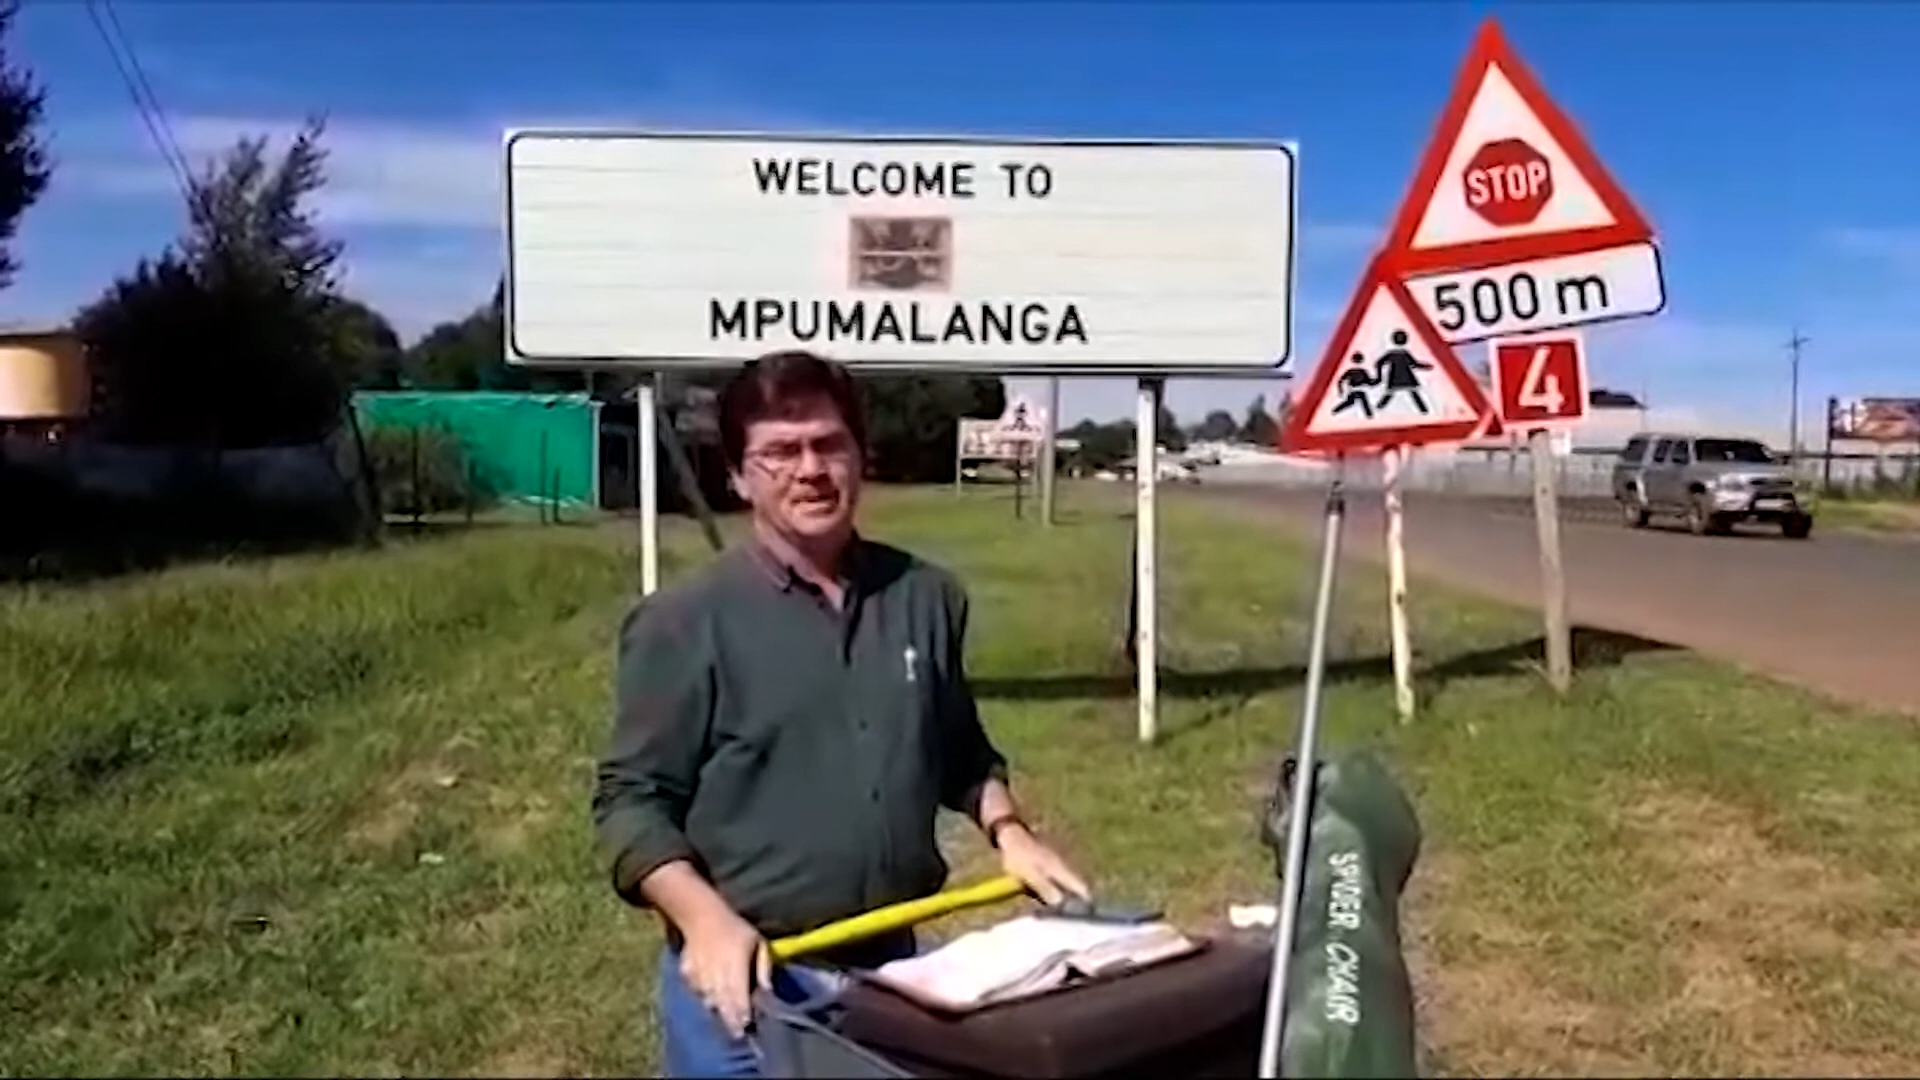 WELCOME TO
MPUMALANGA
STOP
500 m
4
SPIDER CHAIR